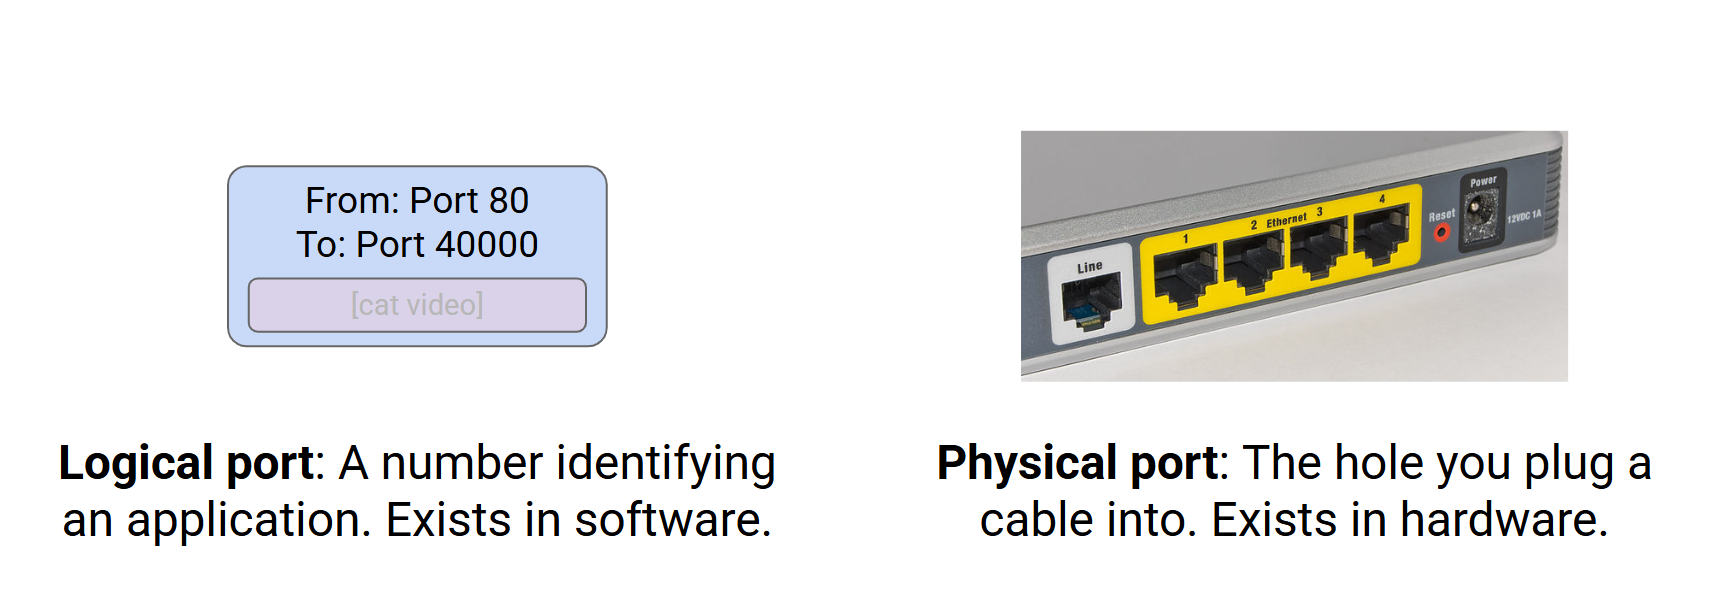 From: Port 80
To: Port 40000
[cat video]
Logical port: A number identifying
an application. Exists in software.
Line
1
2
Ethernet
3
4
Reset
Power
12VDC 1A
Physical port: The hole you plug a
cable into. Exists in hardware.